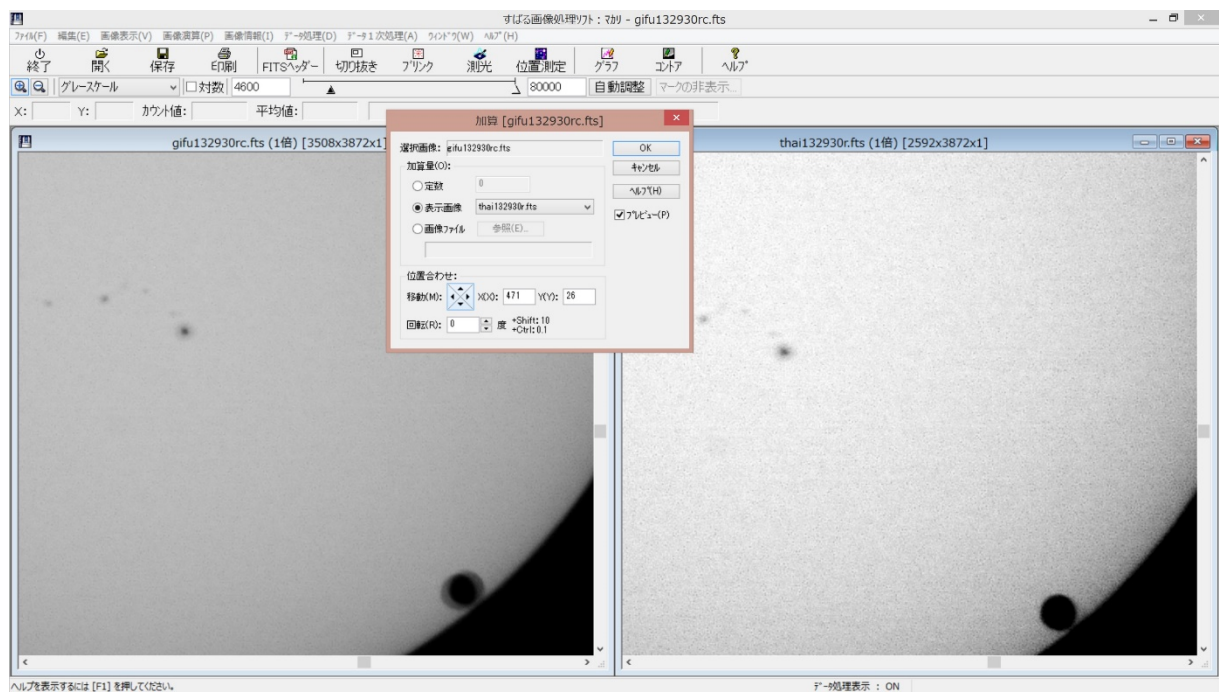 すばる画像処理ソフト：マカリ - gifu132930rc.fts
ファイル(F) 編集(E) 画像表示(V) 画像演算(P) 画像情報(I) データ処理(D) データ1次処理(A) ウィンドウ(W) ヘルプ(H)
終了 開く 保存 印刷 FITSヘッダー 切り抜き ブリンク 測光 位置測定 グラフ コントア ヘルプ
グレースケール 対数 4600 80000 自動調整 マークの非表示...
X: Y: カウント値: 平均値:
gifu132930rc.fts (1倍) [3508x3872x1]
加算 [gifu132930rc.fts]
選択画像: gifu132930rc.fts
OK
加算量(O):
キャンセル
定数 0
ヘルプ(H)
表示画像 thai132930r.fts
プレビュー(P)
画像ファイル 参照(E)...
位置合わせ:
移動(M): X(X): 471 Y(Y): 26
回転(R): 0 度 +Shift: 10
+Ctrl: 0.1
thai132930r.fts (1倍) [2592x3872x1]
ヘルプを表示するには [F1] を押してください。
データ処理表示 : ON